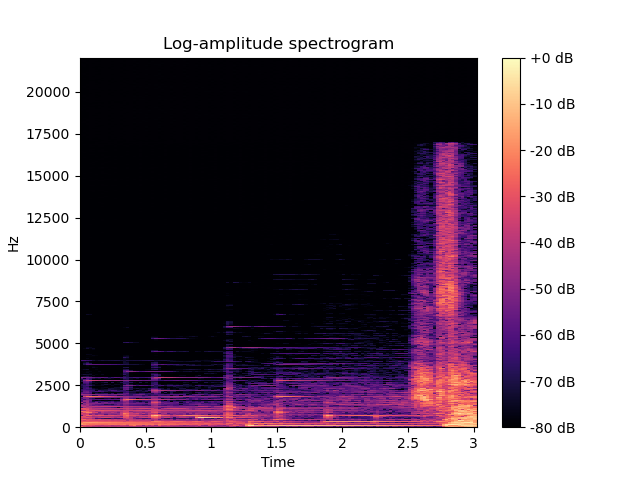 Log-amplitude spectrogram
Hz
20000
17500
15000
12500
10000
7500
5000
2500
0
0
0.5
1
1.5
2
2.5
3
Time
+0 dB
-10 dB
-20 dB
-30 dB
-40 dB
-50 dB
-60 dB
-70 dB
-80 dB